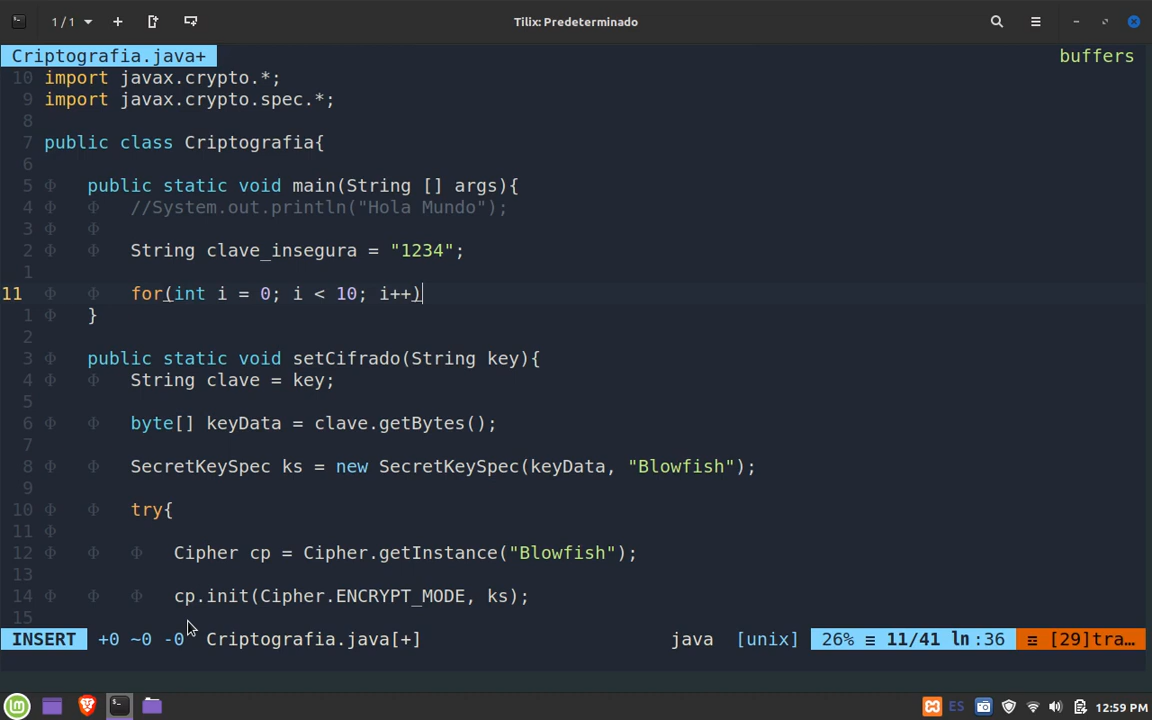 1 / 1
Tilix: Predeterminado
Criptografia.java+ buffers
10 import javax.crypto.*;
9 import javax.crypto.spec.*;
8
7 public class Criptografia{
6
5 Φ public static void main(String [] args){
4 Φ Φ //System.out.println("Hola Mundo");
3 Φ Φ
2 Φ Φ String clave_insegura = "1234";
1
11 Φ Φ for(int i = 0; i < 10; i++)
1 Φ }
2
3 Φ public static void setCifrado(String key){
4 Φ Φ String clave = key;
5
6 Φ Φ byte[] keyData = clave.getBytes();
7
8 Φ Φ SecretKeySpec ks = new SecretKeySpec(keyData, "Blowfish");
9
10 Φ Φ try{
11 Φ
12 Φ Φ Φ Cipher cp = Cipher.getInstance("Blowfish");
13
14 Φ Φ Φ cp.init(Cipher.ENCRYPT_MODE, ks);
15
INSERT +0 ~0 -0 Criptografia.java[+] java [unix] 26% ≡ 11/41 ln:36 ☲ [29]tra…
ES 12:59 PM